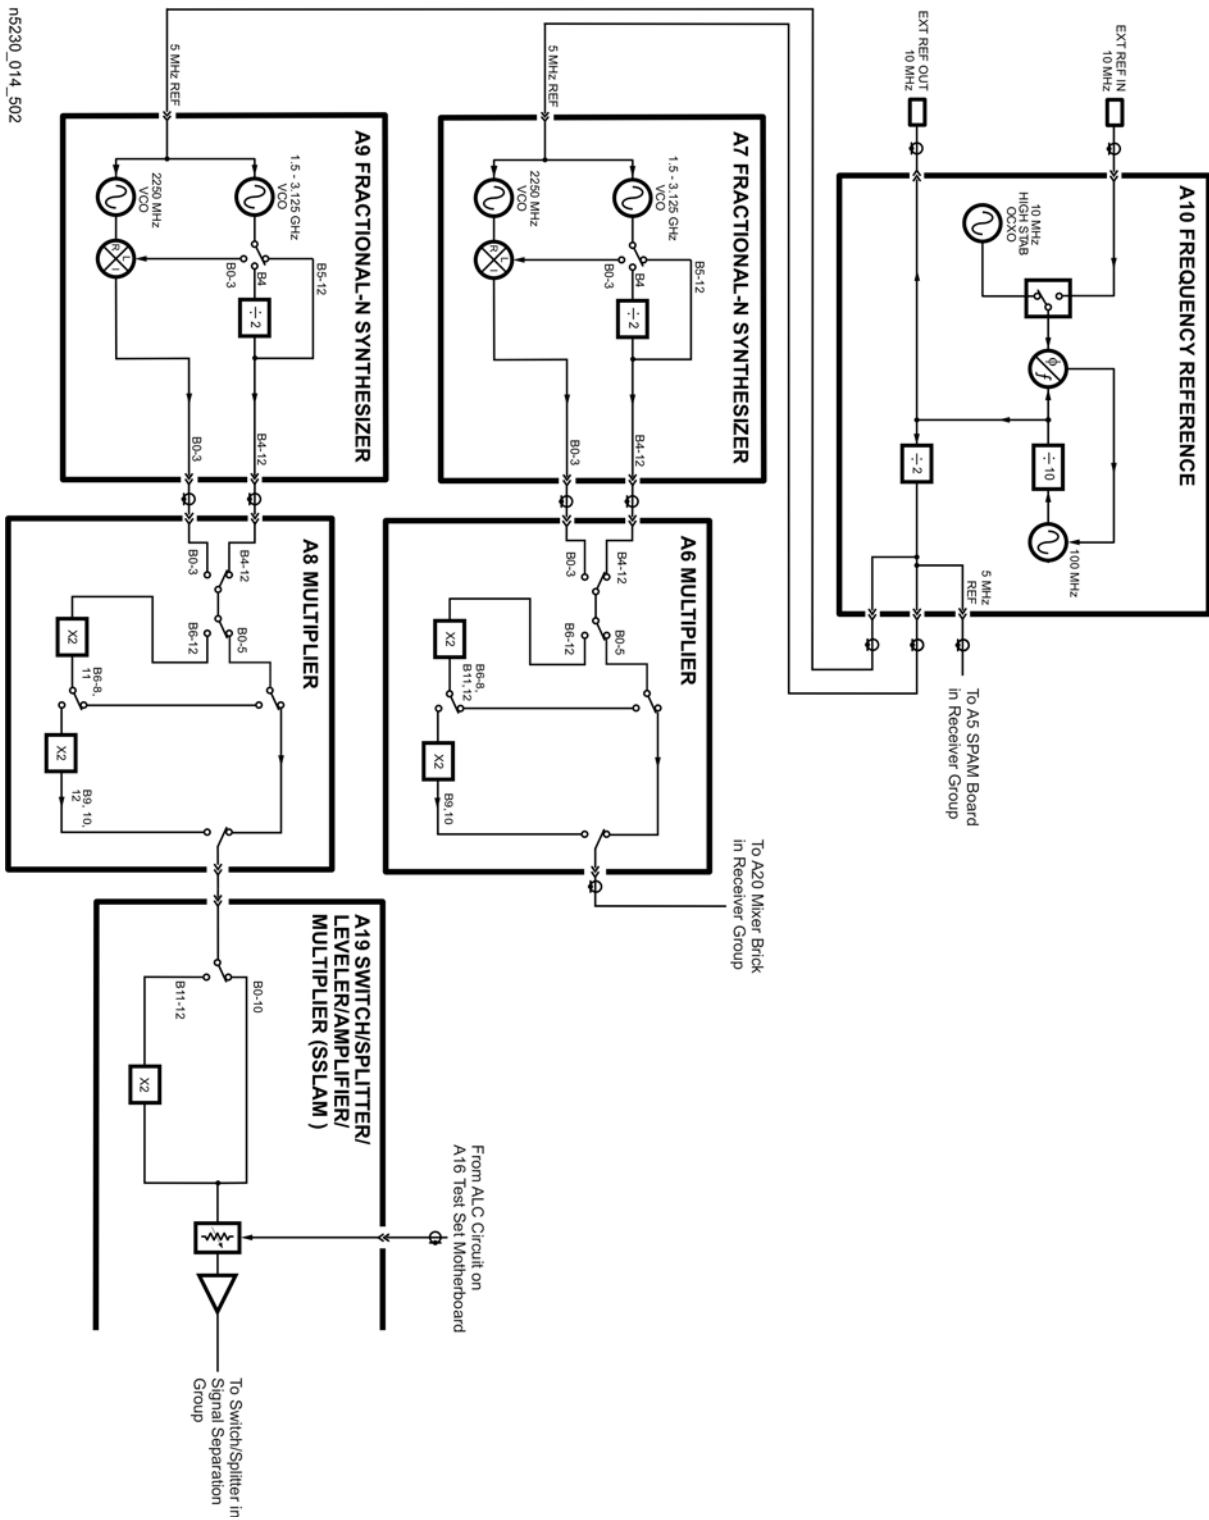 EXT REF IN
10 MHz
EXT REF OUT
10 MHz
A10 FREQUENCY REFERENCE
10 MHz
HIGH STAB
OCXO
ϕ
f
÷ 10
÷ 2
100 MHz
5 MHz
REF
To A5 SPAM Board
in Receiver Group
5 MHz REF
A7 FRACTIONAL-N SYNTHESIZER
1.5 - 3.125 GHz
VCO
2250 MHz
VCO
R
L
I
B0-3
B4
B5-12
÷ 2
B4-12
B0-3
A6 MULTIPLIER
B4-12
B0-3
B0-5
B6-12
X2
B6-8,
B11,12
X2
B9,10
To A20 Mixer Brick
in Receiver Group
5 MHz REF
A9 FRACTIONAL-N SYNTHESIZER
1.5 - 3.125 GHz
VCO
2250 MHz
VCO
R
L
I
B0-3
B4
B5-12
÷ 2
B4-12
B0-3
A8 MULTIPLIER
B4-12
B0-3
B0-5
B6-12
X2
B6-8,
11
X2
B9, 10,
12
A19 SWITCH/SPLITTER/
LEVELER/AMPLIFIER/
MULTIPLIER (SSLAM )
B0-10
B11-12
X2
From ALC Circuit on
A16 Test Set Motherboard
To Switch/Splitter in
Signal Separation
Group
n5230_014_502